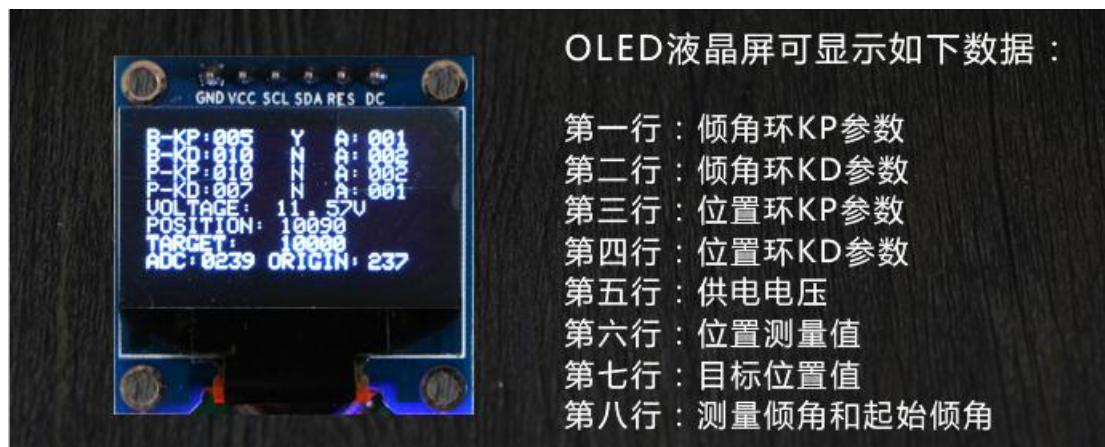 GND VCC SCL SDA RES DC
B-KP:005 Y A:001
B-KD:010 N A:002
P-KP:010 N A:002
P-KD:007 N A:001
VOLTAGE: 11.57V
POSITION: 10090
TARGET: 10000
ADC:0239 ORIGIN:237
OLED液晶屏可显示如下数据：
第一行：倾角环KP参数
第二行：倾角环KD参数
第三行：位置环KP参数
第四行：位置环KD参数
第五行：供电电压
第六行：位置测量值
第七行：目标位置值
第八行：测量倾角和起始倾角